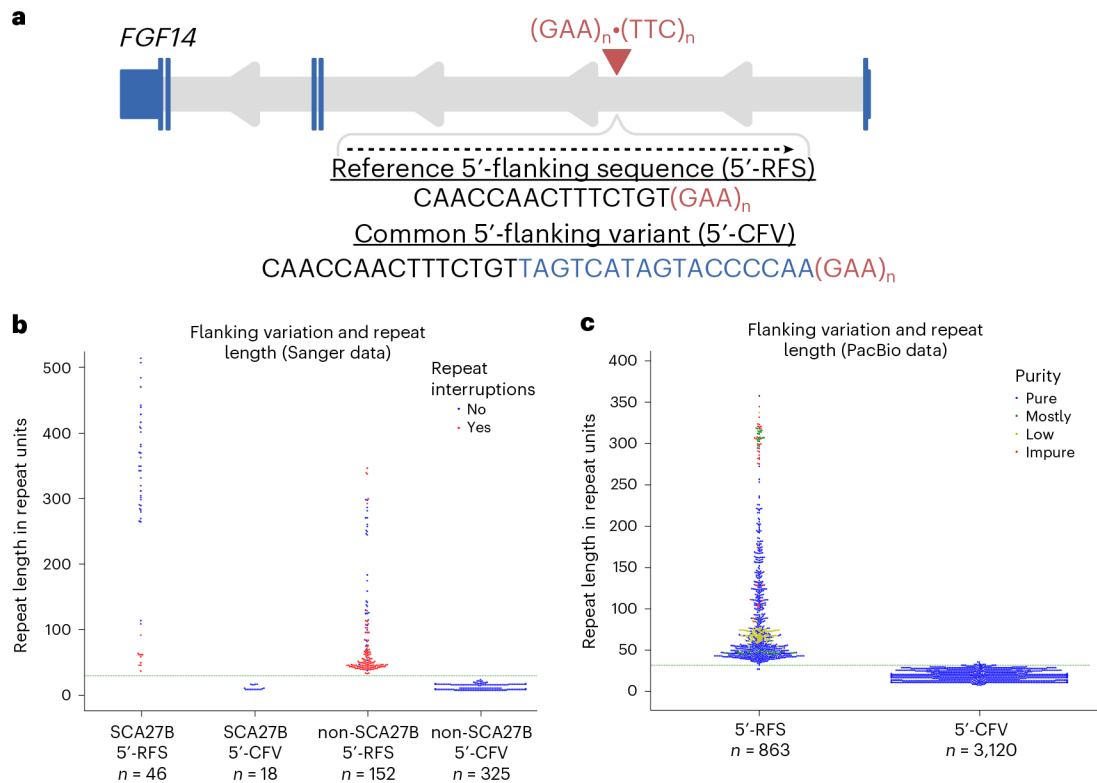 a
FGF14
(GAA)n•(TTC)n
Reference 5′-flanking sequence (5′-RFS)
CAACCAACTTTCTGT(GAA)n
Common 5′-flanking variant (5′-CFV)
CAACCAACTTTCTGTTAGTCATAGTACCCCAA(GAA)n
b
Flanking variation and repeat
length (Sanger data)
Repeat
interruptions
No
Yes
Repeat length in repeat units
500
400
300
200
100
0
SCA27B
5′-RFS
n = 46
SCA27B
5′-CFV
n = 18
non-SCA27B
5′-RFS
n = 152
non-SCA27B
5′-CFV
n = 325
c
Flanking variation and repeat
length (PacBio data)
Purity
Pure
Mostly
Low
Impure
Repeat length in repeat units
400
350
300
250
200
150
100
50
0
5′-RFS
n = 863
5′-CFV
n = 3,120